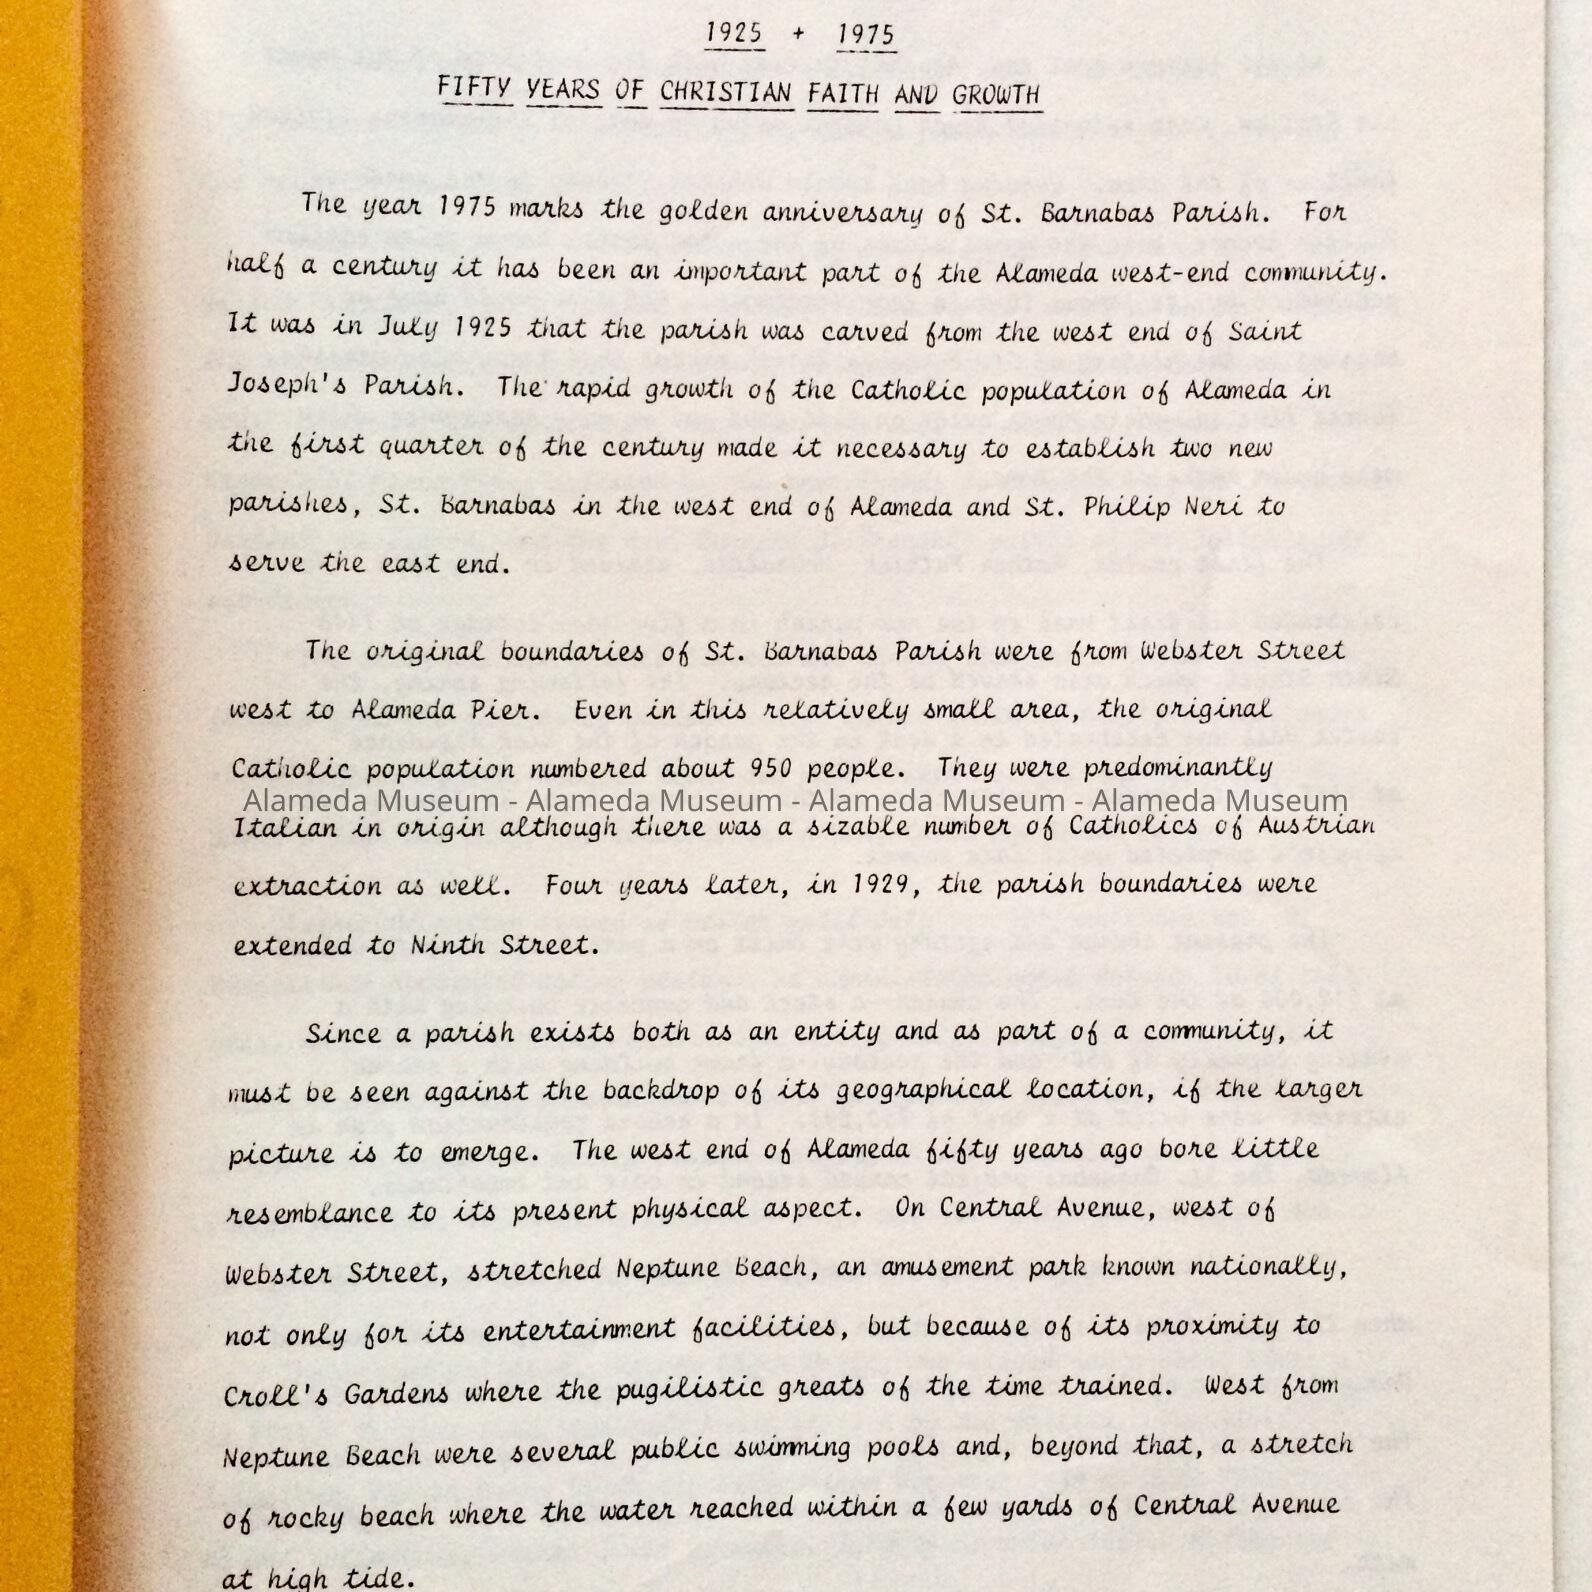 1925 + 1975
FIFTY YEARS OF CHRISTIAN FAITH AND GROWTH
The year 1975 marks the golden anniversary of St. Barnabas Parish. For
half a century it has been an important part of the Alameda west-end community.
It was in July 1925 that the parish was carved from the west end of Saint
Joseph's Parish. The rapid growth of the Catholic population of Alameda in
the first quarter of the century made it necessary to establish two new
parishes, St. Barnabas in the west end of Alameda and St. Philip Neri to
serve the east end.
The original boundaries of St. Barnabas Parish were from Webster Street
west to Alameda Pier. Even in this relatively small area, the original
Catholic population numbered about 950 people. They were predominantly
Alameda Museum - Alameda Museum - Alameda Museum - Alameda Museum
Italian in origin although there was a sizable number of Catholics of Austrian
extraction as well. Four years later, in 1929, the parish boundaries were
extended to Ninth Street.
Since a parish exists both as an entity and as part of a community, it
must be seen against the backdrop of its geographical location, if the larger
picture is to emerge. The west end of Alameda fifty years ago bore little
resemblance to its present physical aspect. On Central Avenue, west of
Webster Street, stretched Neptune Beach, an amusement park known nationally,
not only for its entertainment facilities, but because of its proximity to
Croll's Gardens where the pugilistic greats of the time trained. West from
Neptune Beach were several public swimming pools and, beyond that, a stretch
of rocky beach where the water reached within a few yards of Central Avenue
at high tide.